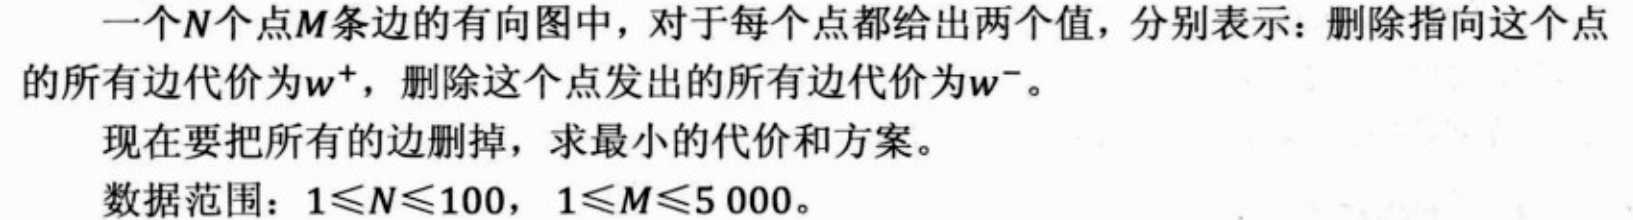 一个N个点M条边的有向图中，对于每个点都给出两个值，分别表示：删除指向这个点
的所有边代价为w⁺，删除这个点发出的所有边代价为w⁻。
现在要把所有的边删掉，求最小的代价和方案。
数据范围：1≤N≤100，1≤M≤5 000。